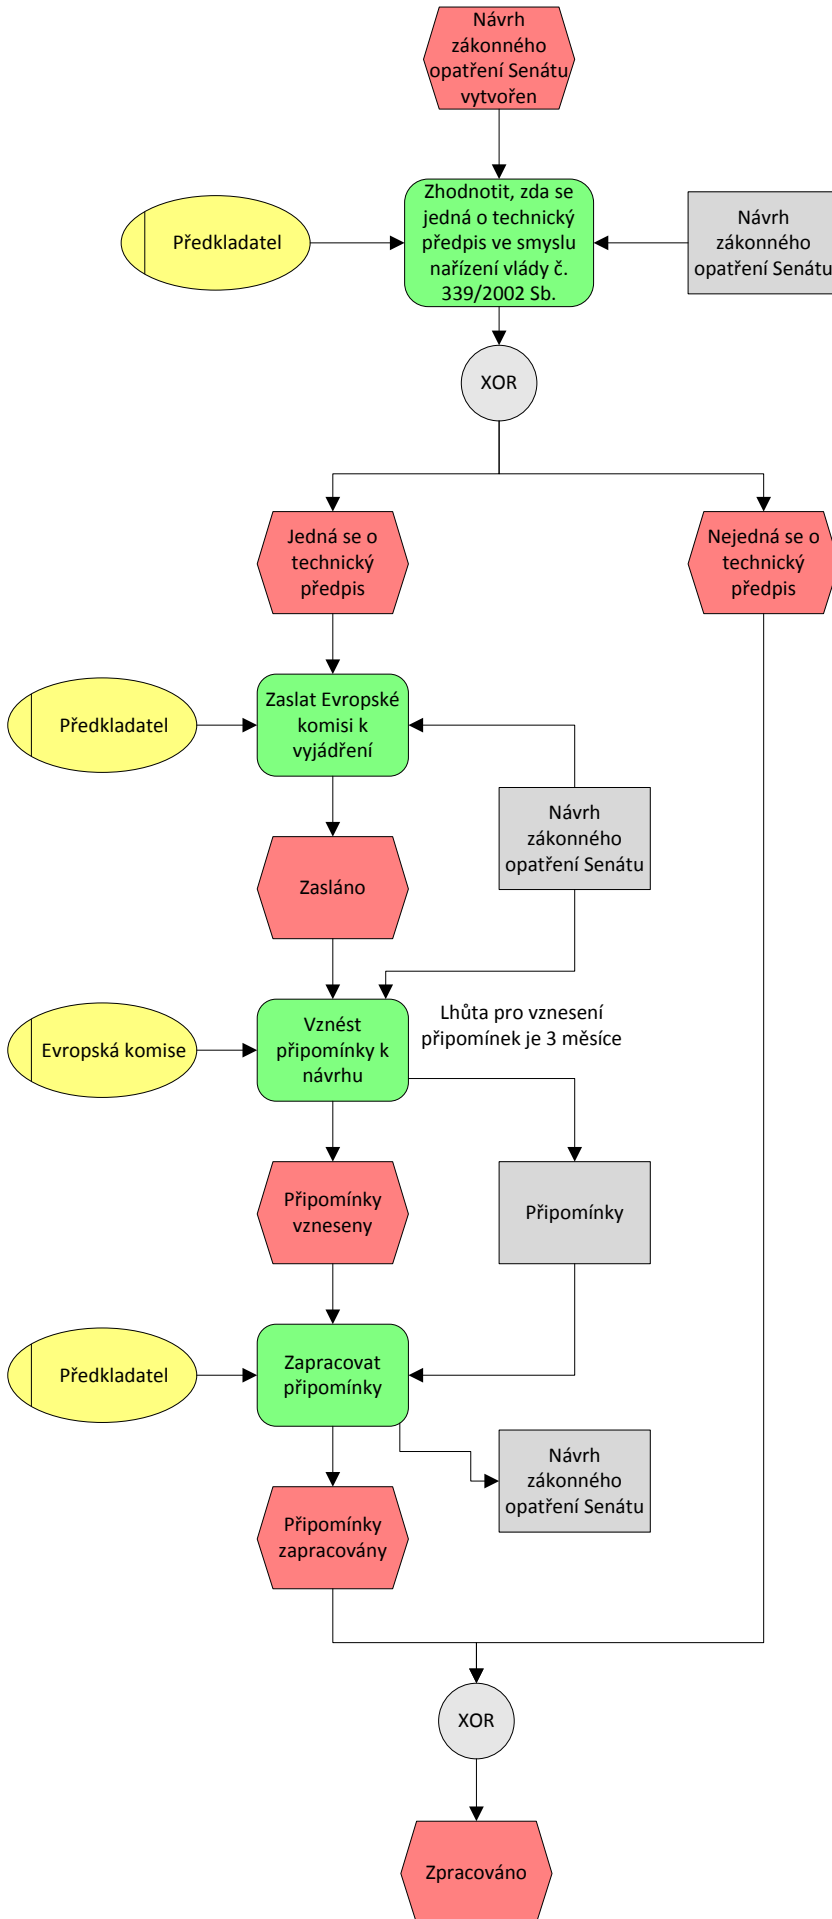 Návrh
zákonného
opatření Senátu
vytvořen
Zhodnotit, zda se
jedná o technický
předpis ve smyslu
nařízení vlády č.
339/2002 Sb.
Předkladatel
Návrh
zákonného
opatření Senátu
XOR
Jedná se o
technický
předpis
Nejedná se o
technický
předpis
Předkladatel
Zaslat Evropské
komisi k
vyjádření
Návrh
zákonného
opatření Senátu
Zasláno
Evropská komise
Vznést
připomínky k
návrhu
Lhůta pro vznesení
připomínek je 3 měsíce
Připomínky
vzneseny
Připomínky
Předkladatel
Zapracovat
připomínky
Návrh
zákonného
opatření Senátu
Připomínky
zapracovány
XOR
Zpracováno